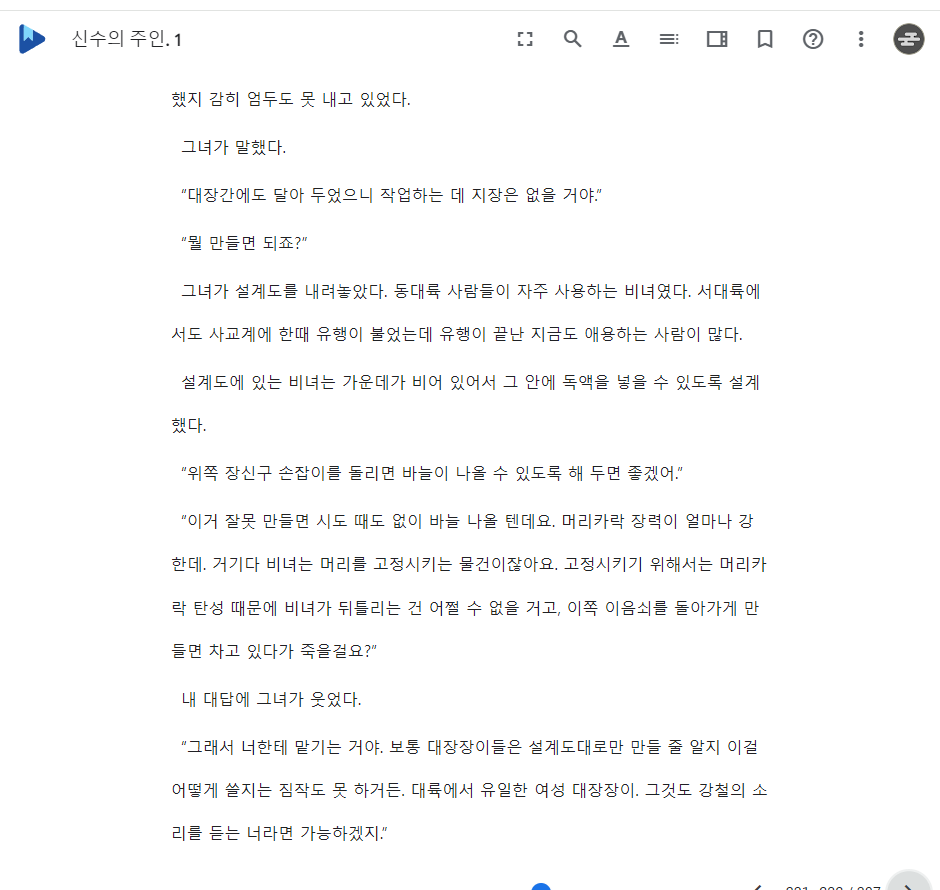 신수의 주인. 1
했지 감히 엄두도 못 내고 있었다.
그녀가 말했다.
“대장간에도 달아 두었으니 작업하는 데 지장은 없을 거야.”
“뭘 만들면 되죠?”
그녀가 설계도를 내려놓았다. 동대륙 사람들이 자주 사용하는 비녀였다. 서대륙에
서도 사교계에 한때 유행이 불었는데 유행이 끝난 지금도 애용하는 사람이 많다.
설계도에 있는 비녀는 가운데가 비어 있어서 그 안에 독액을 넣을 수 있도록 설계
했다.
“위쪽 장신구 손잡이를 돌리면 바늘이 나올 수 있도록 해 두면 좋겠어.”
“이거 잘못 만들면 시도 때도 없이 바늘 나올 텐데요. 머리카락 장력이 얼마나 강
한데. 거기다 비녀는 머리를 고정시키는 물건이잖아요. 고정시키기 위해서는 머리카
락 탄성 때문에 비녀가 뒤틀리는 건 어쩔 수 없을 거고, 이쪽 이음쇠를 돌아가게 만
들면 차고 있다가 죽을걸요?”
내 대답에 그녀가 웃었다.
“그래서 너한테 맡기는 거야. 보통 대장장이들은 설계도대로만 만들 줄 알지 이걸
어떻게 쓸지는 짐작도 못 하거든. 대륙에서 유일한 여성 대장장이. 그것도 강철의 소
리를 듣는 너라면 가능하겠지.”